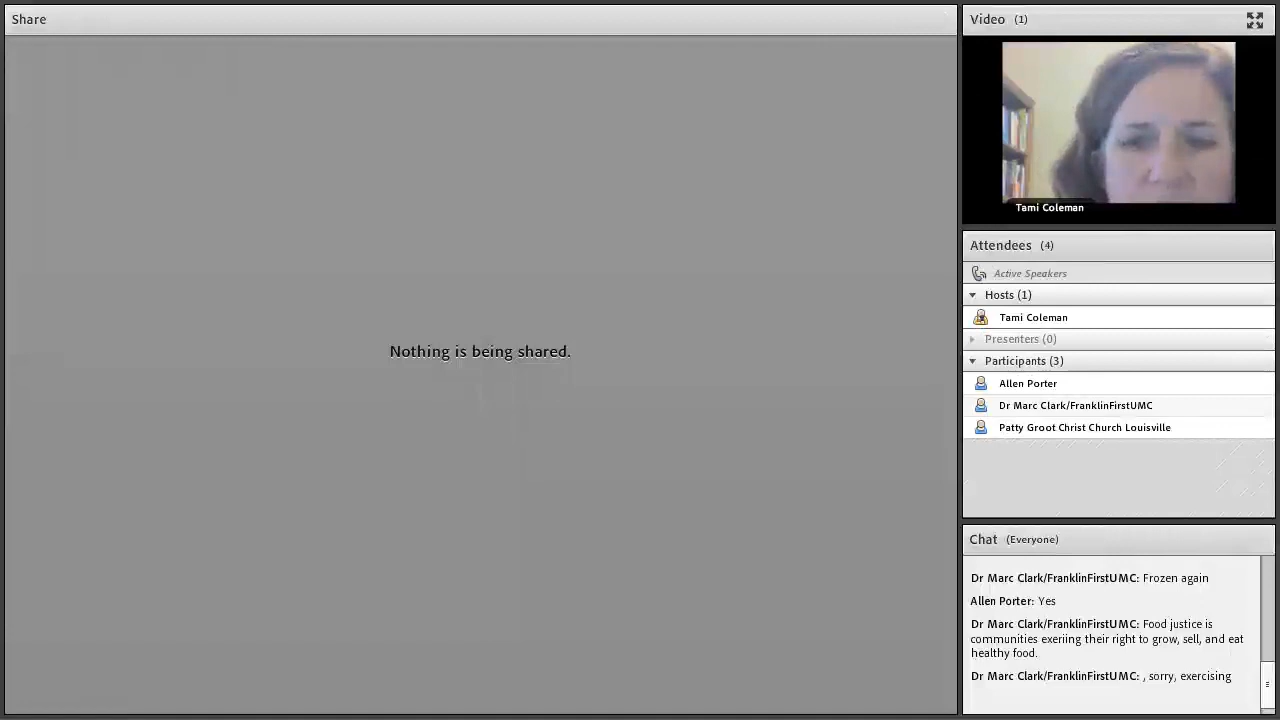 Share
Nothing is being shared.
Video (1)
Tami Coleman
Attendees (4)
Active Speakers
Hosts (1)
Tami Coleman
Presenters (0)
Participants (3)
Allen Porter
Dr Marc Clark/FranklinFirstUMC
Patty Groot Christ Church Louisville
Chat (Everyone)
Dr Marc Clark/FranklinFirstUMC: Frozen again
Allen Porter: Yes
Dr Marc Clark/FranklinFirstUMC: Food justice is
communities exeriing their right to grow, sell, and eat
healthy food.
Dr Marc Clark/FranklinFirstUMC: , sorry, exercising